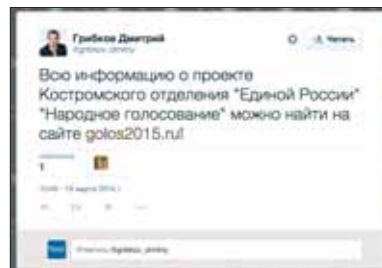 Грибков Дмитрий
Читать
Всю информацию о проекте
Костромского отделения "Единой России"
"Народное голосование" можно найти на
сайте golos2015.ru!
1